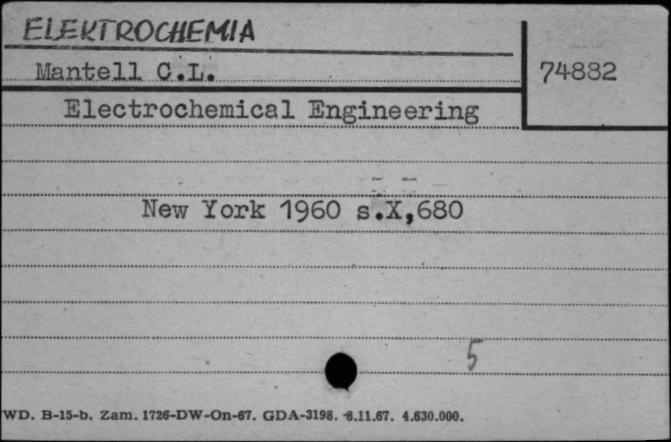 ELEKTROCHEMIA
Mantell C.L.
74882
Electrochemical Engineering
New York 1960 s.X,680
5
WD. B-15-b. Zam. 1726-DW-On-67. GDA-3198. 8.11.67. 4.630.000.